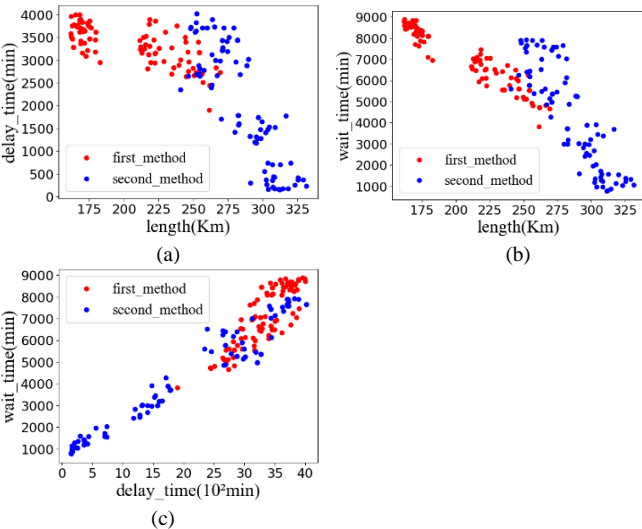 4000
3500
3000
2500
2000
1500
1000
500
0
delay_time(min)
first_method
second_method
175 200 225 250 275 300 325
length(Km)
(a)
9000
8000
7000
6000
5000
4000
3000
2000
1000
wait_time(min)
first_method
second_method
175 200 225 250 275 300 325
length(Km)
(b)
9000
8000
7000
6000
5000
4000
3000
2000
1000
wait_time(min)
first_method
second_method
0 5 10 15 20 25 30 35 40
delay_time(10²min)
(c)